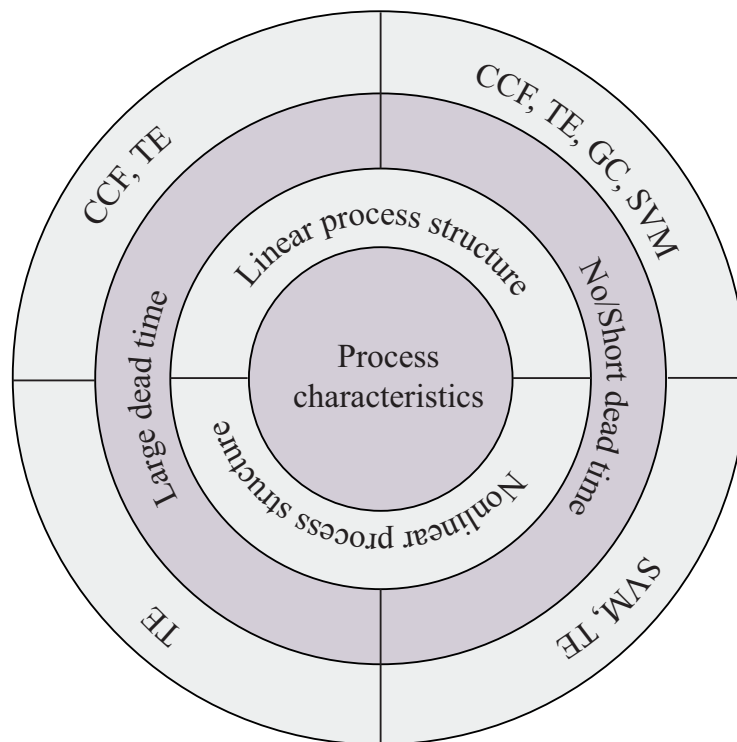 CCF, TE
CCF, TE, GC, SVM
Linear process structure
Large dead time
No/Short dead time
Process
characteristics
Nonlinear process structure
TE
SVM, TE